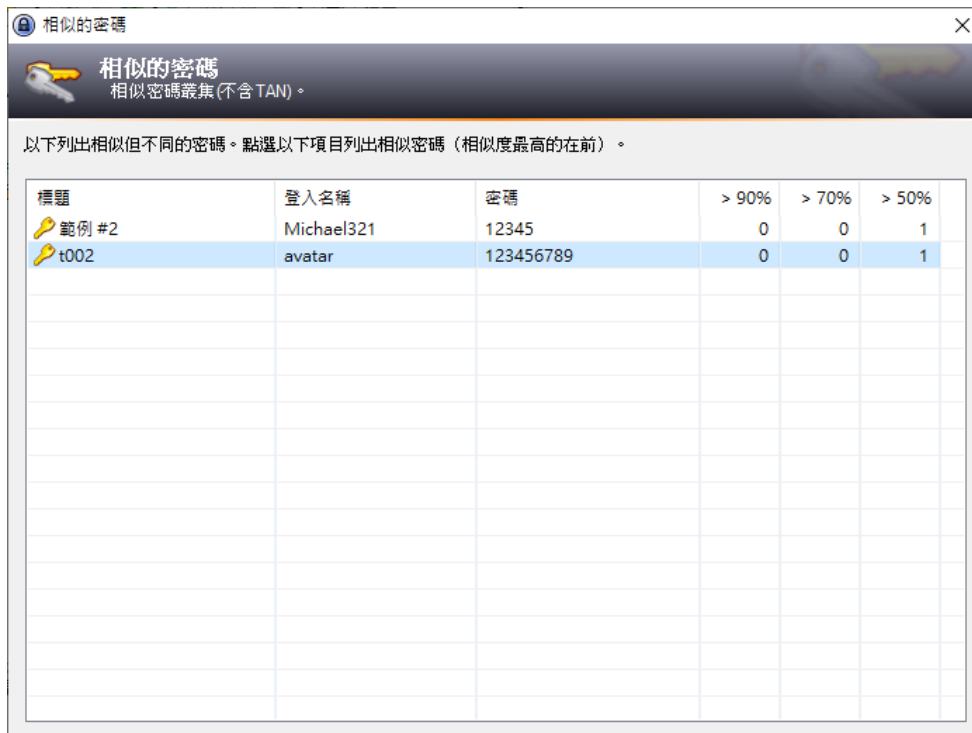 相似的密碼
相似的密碼
相似密碼叢集(不含TAN)。
以下列出相似但不同的密碼。點選以下項目列出相似密碼（相似度最高的在前）。
標題 登入名稱 密碼 > 90% > 70% > 50%
範例 #2 Michael321 12345 0 0 1
t002 avatar 123456789 0 0 1